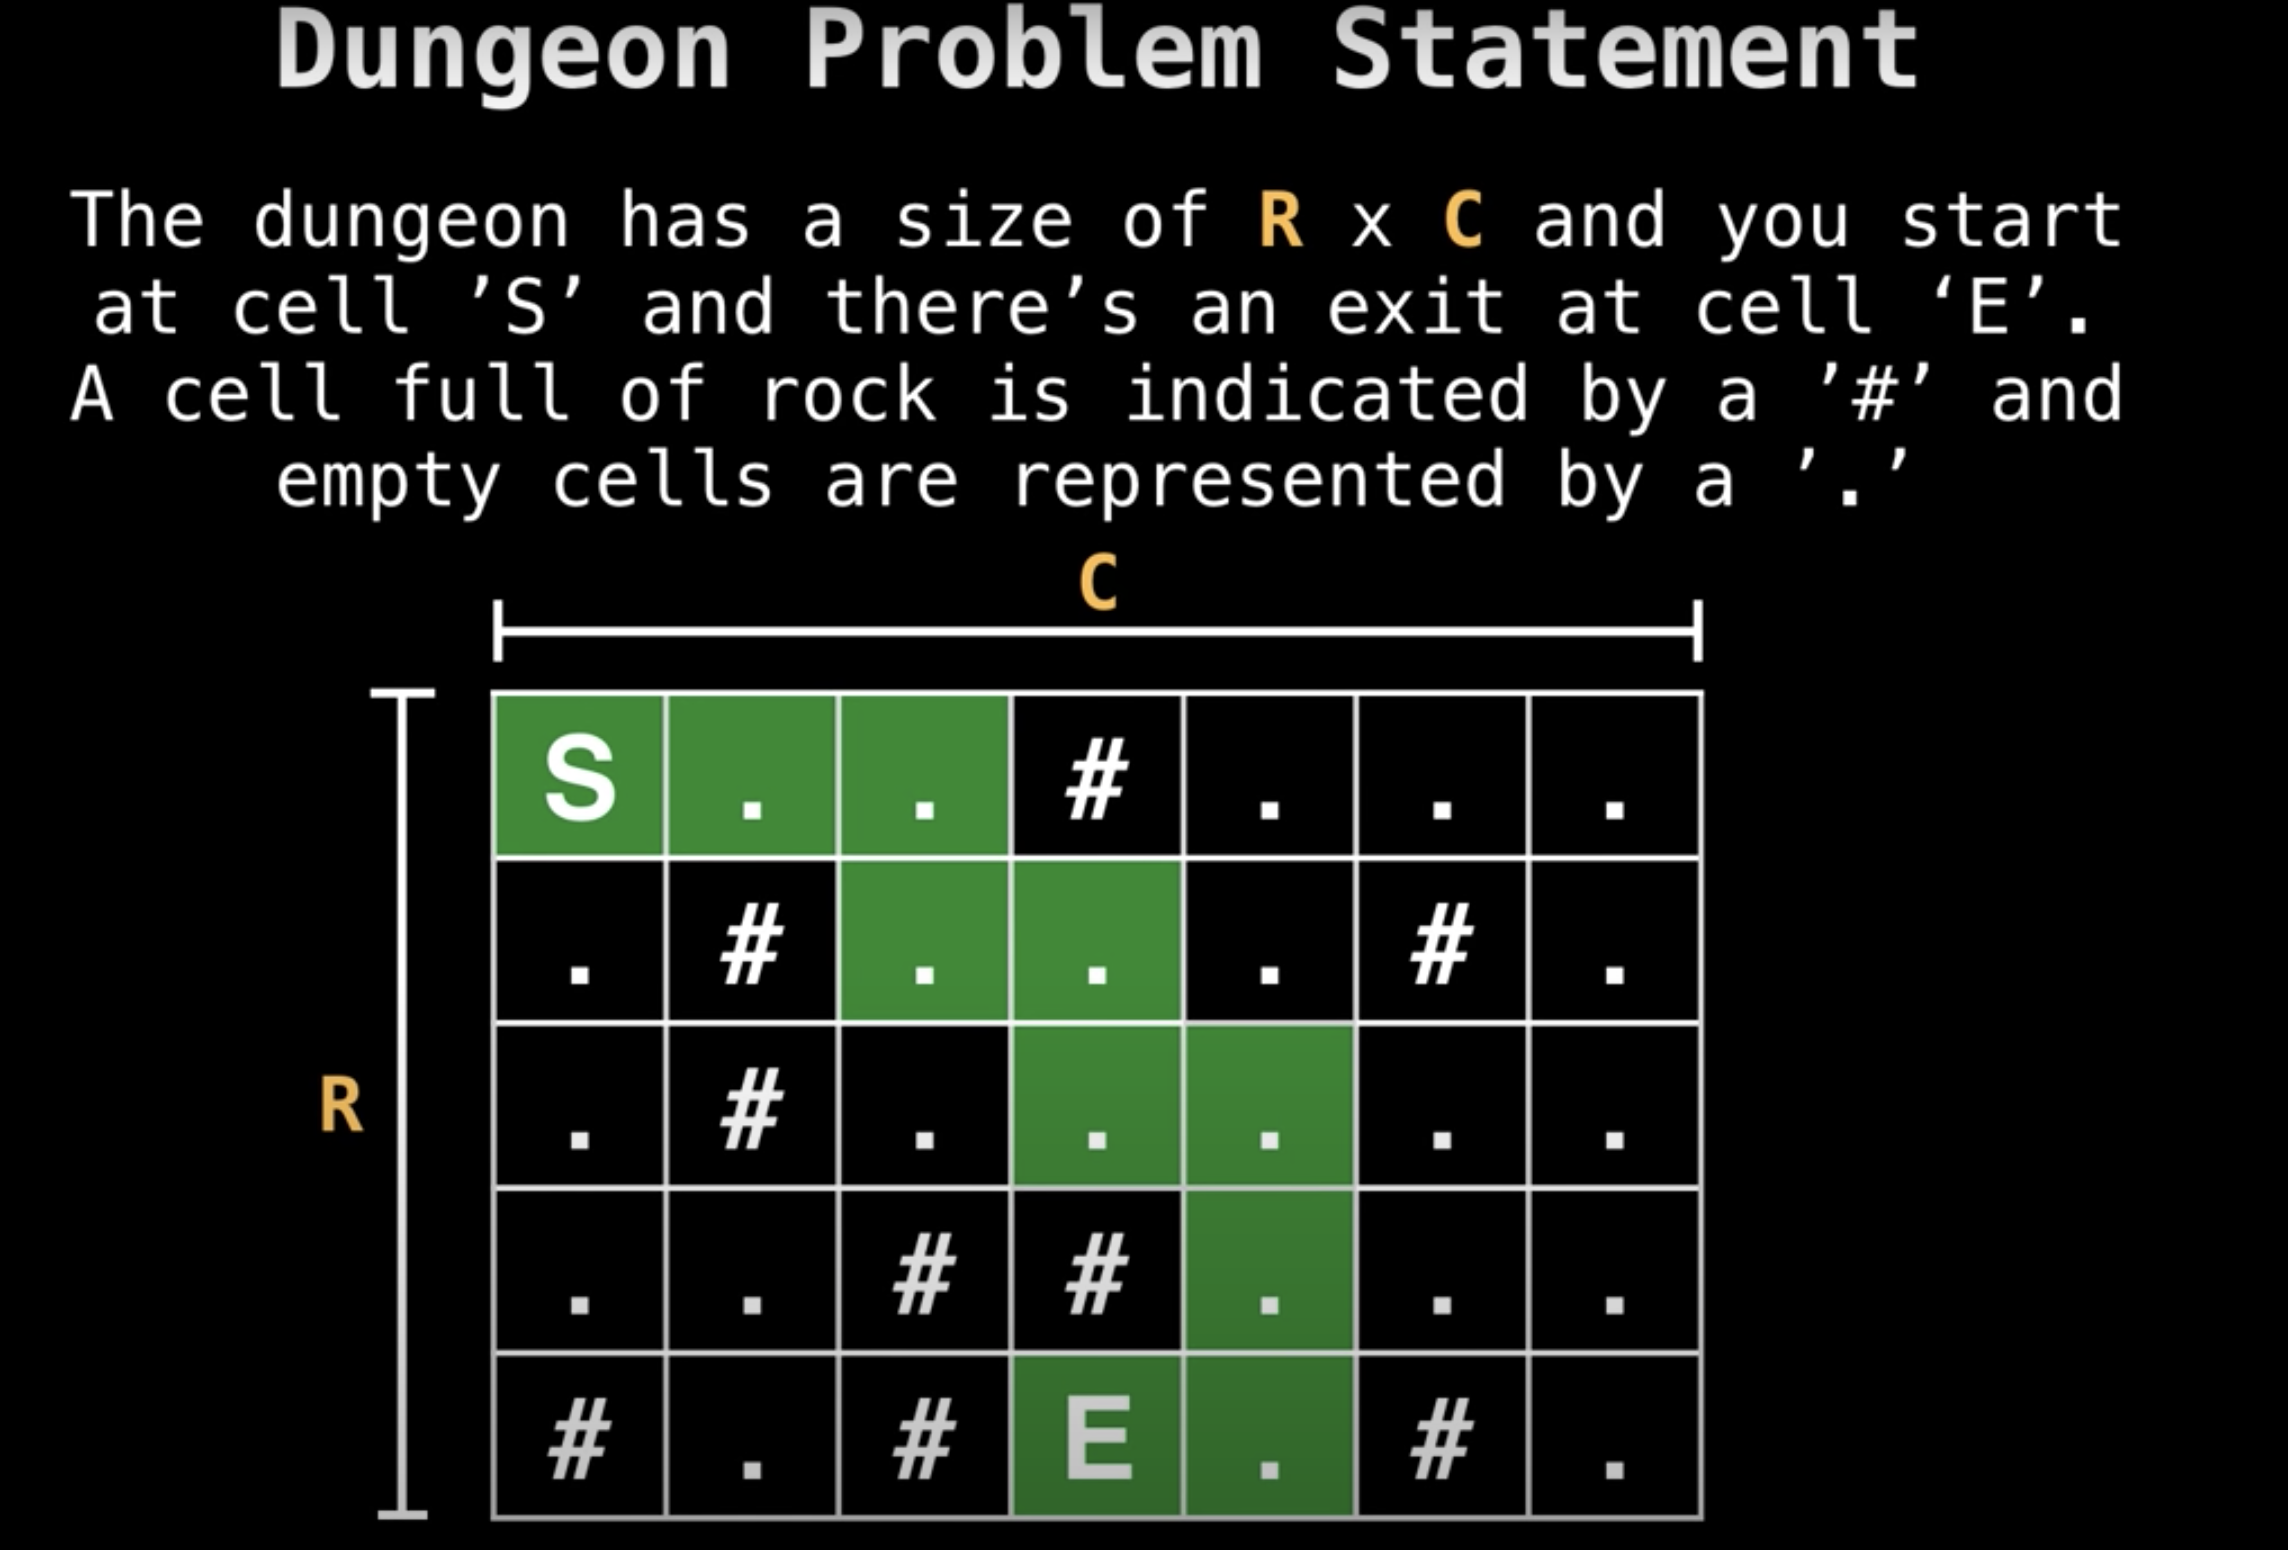 Dungeon Problem Statement
The dungeon has a size of R x C and you start
at cell ’S’ and there’s an exit at cell ‘E’.
A cell full of rock is indicated by a ’#’ and
empty cells are represented by a ’.’
C
R
S . . # . . .
. # . . . # .
. # . . . . .
. . # # . . .
# . # E . # .